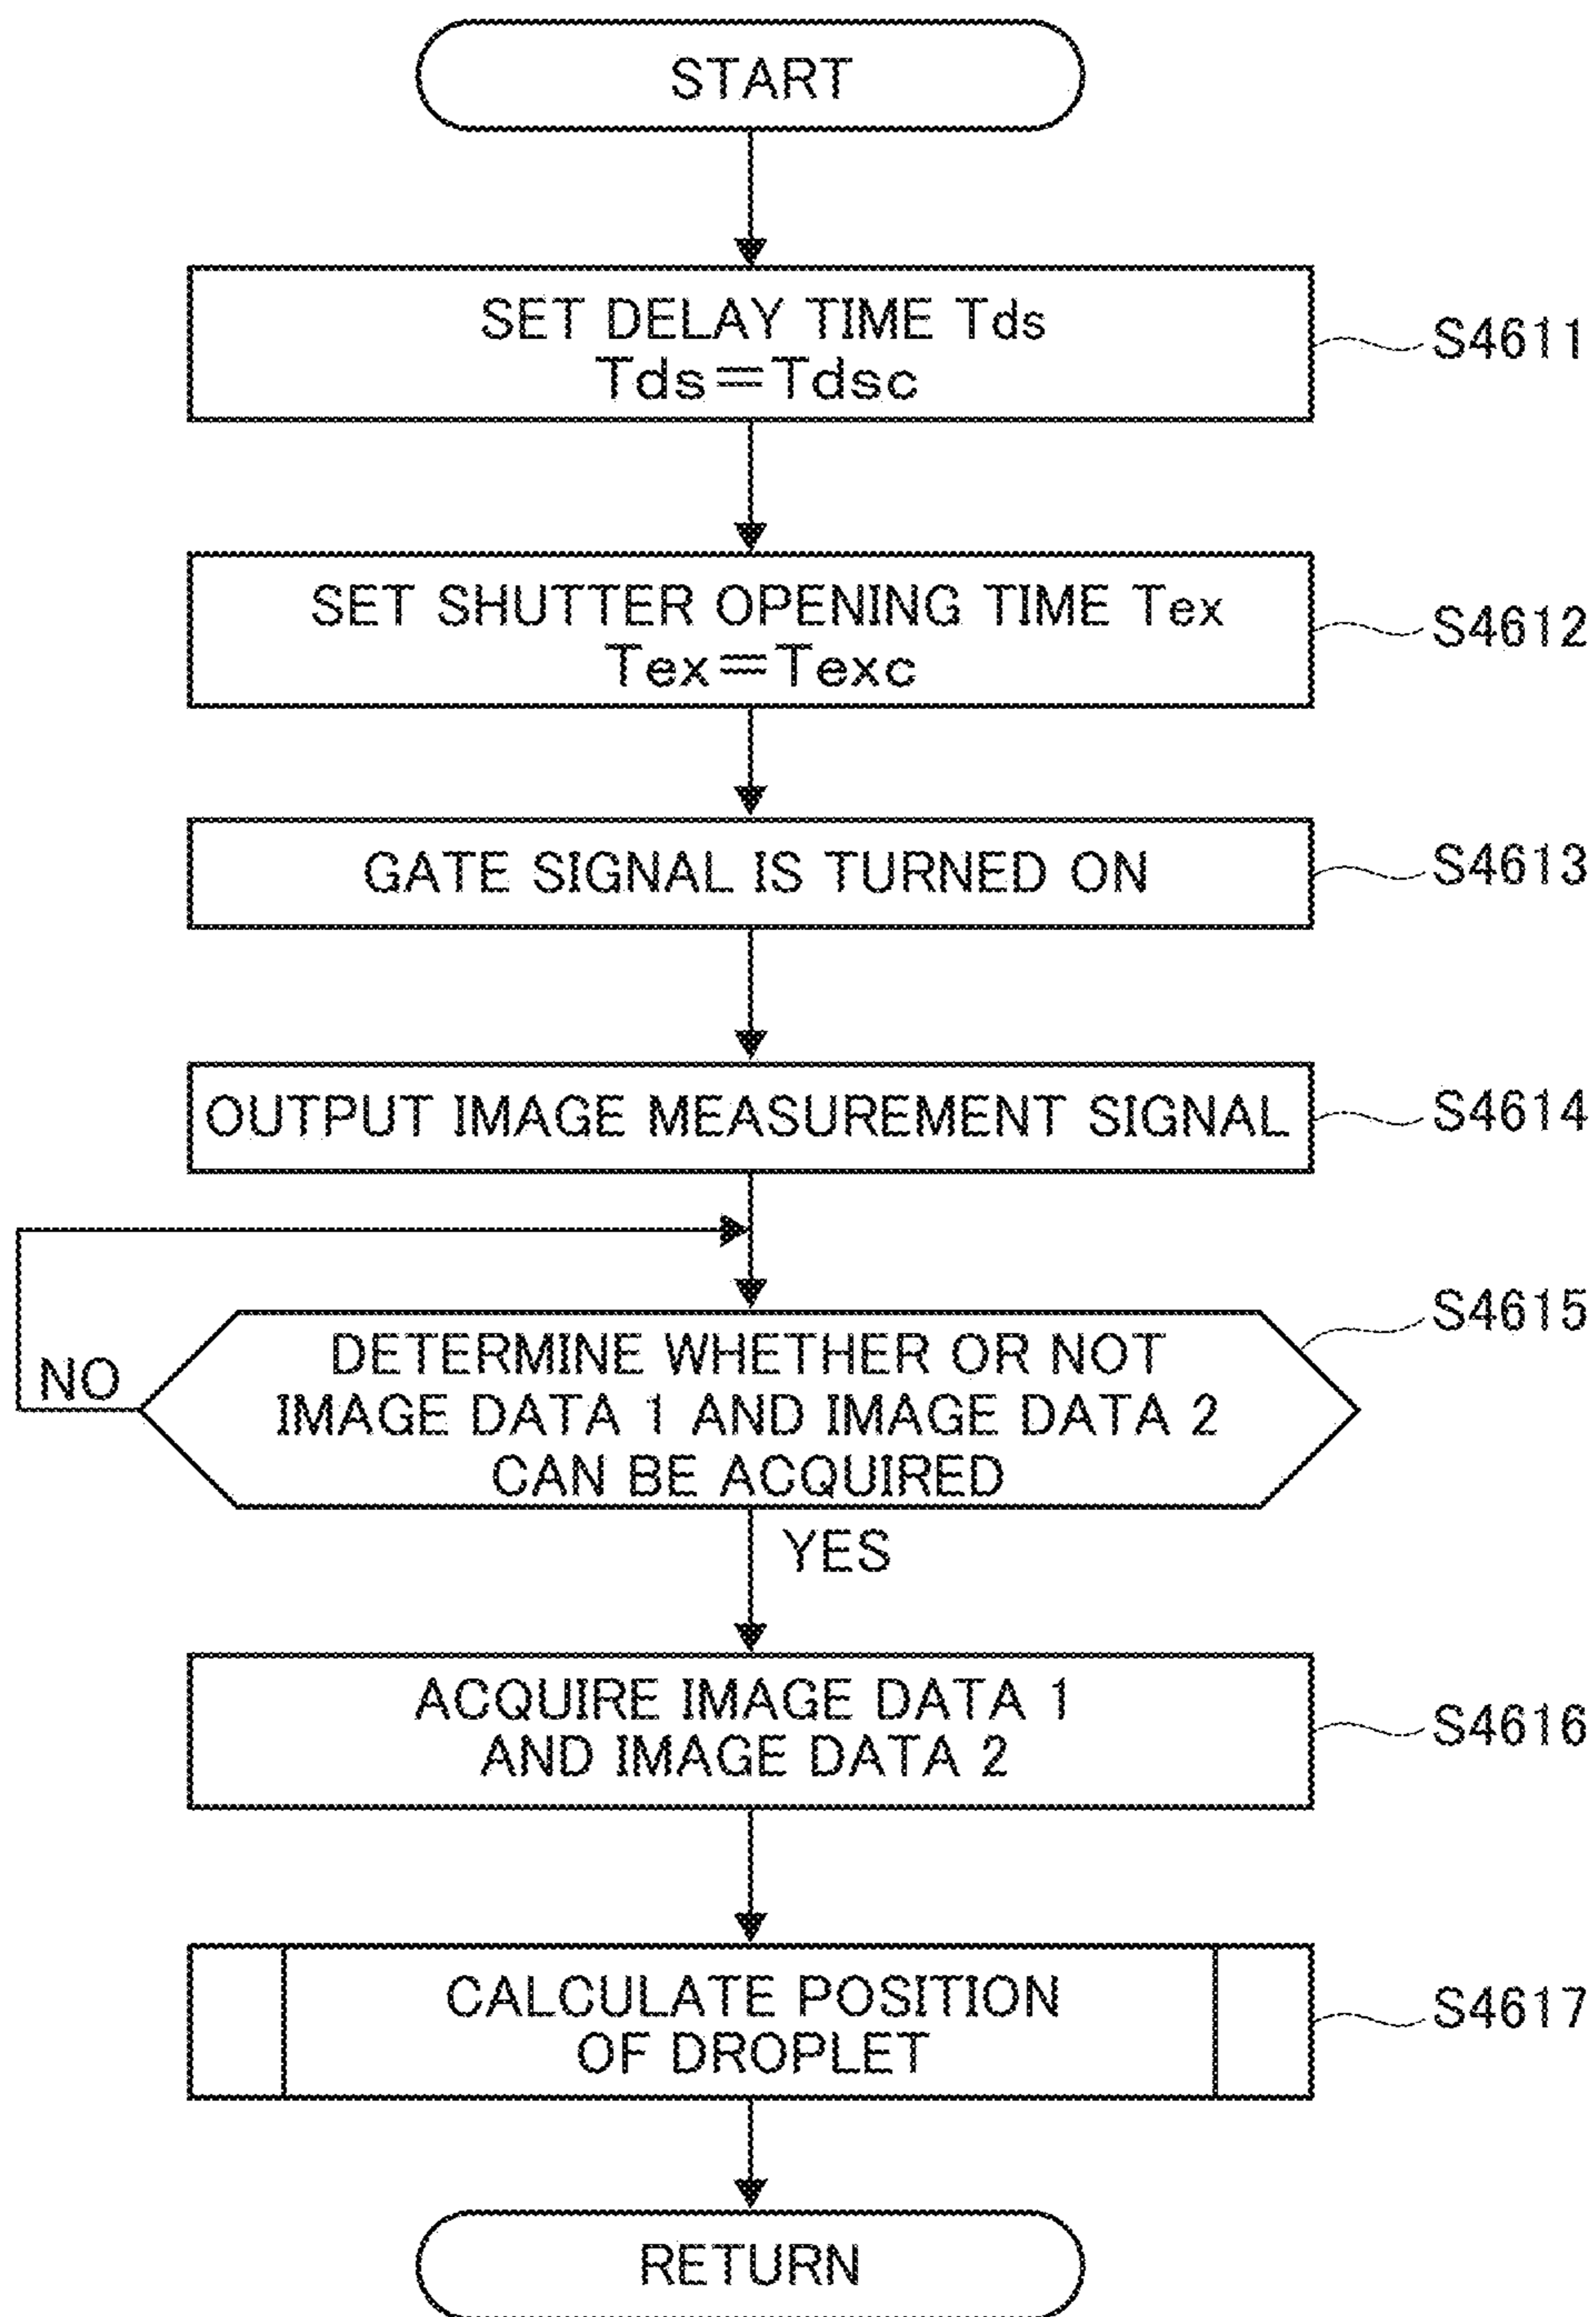 START
SET DELAY TIME Tds
Tds=Tdsc
S4611
SET SHUTTER OPENING TIME Tex
Tex=Texc
S4612
GATE SIGNAL IS TURNED ON
S4613
OUTPUT IMAGE MEASUREMENT SIGNAL
S4614
DETERMINE WHETHER OR NOT
IMAGE DATA 1 AND IMAGE DATA 2
CAN BE ACQUIRED
S4615
NO
YES
ACQUIRE IMAGE DATA 1
AND IMAGE DATA 2
S4616
CALCULATE POSITION
OF DROPLET
S4617
RETURN